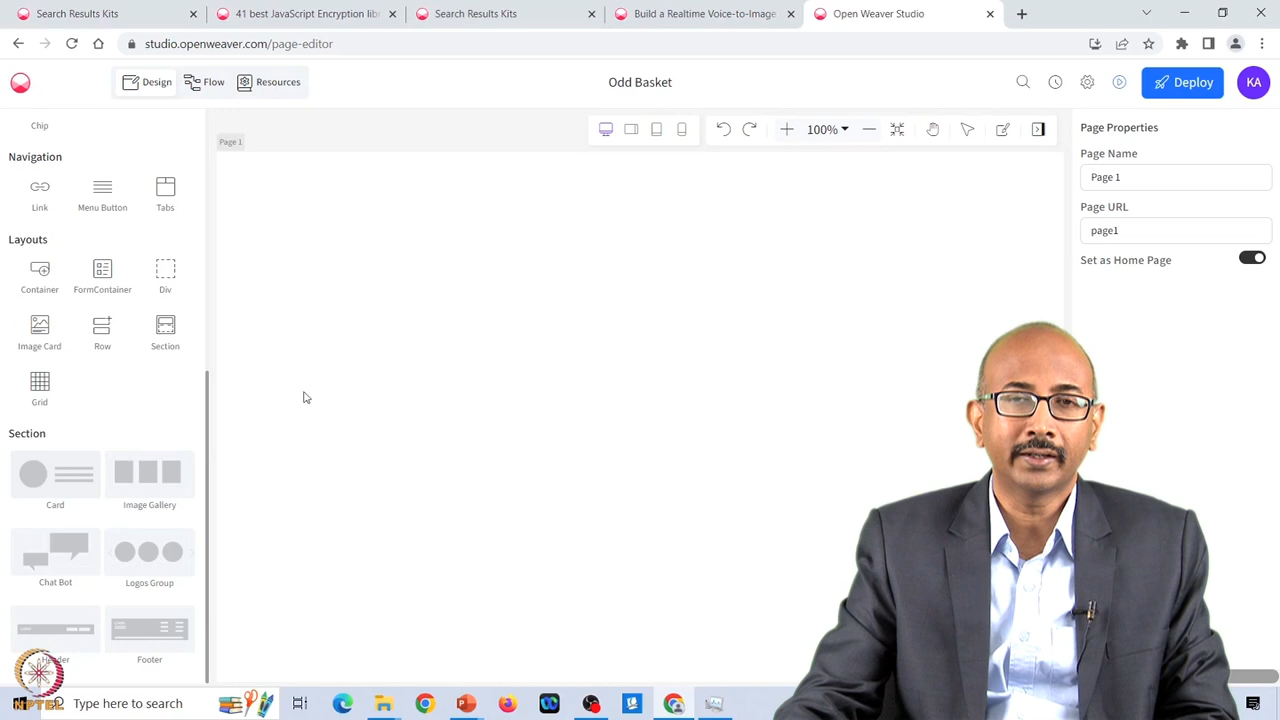 Search Results Kits
41 best JavaScript Encryption lib
Search Results Kits
Build a Realtime Voice-to-Image
Open Weaver Studio
studio.openweaver.com/page-editor
Design
Flow
Resources
Odd Basket
Deploy
KA
Chip
Navigation
Link
Menu Button
Tabs
Layouts
Container
FormContainer
Div
Image Card
Row
Section
Grid
Section
Card
Image Gallery
Chat Bot
Logos Group
Header
Footer
Page 1
100%
Page Properties
Page Name
Page 1
Page URL
page1
Set as Home Page
NPTEL
Type here to search